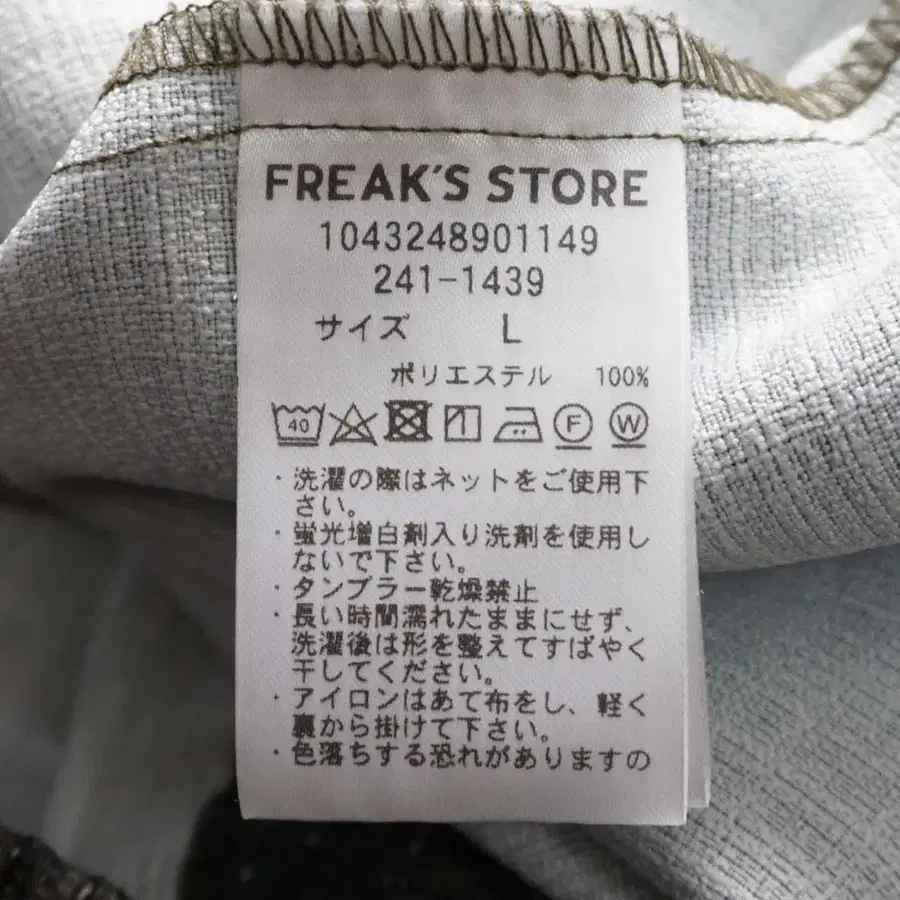 FREAK'S STORE
1043248901149
241-1439
サイズ L
ポリエステル 100%
40 F W
・洗濯の際はネットをご使用下
さい。
・蛍光増白剤入り洗剤を使用し
ないで下さい。
・タンブラー乾燥禁止
・長い時間濡れたままにせず、
洗濯後は形を整えてすばやく
干してください。
・アイロンはあて布をし、軽く
裏から掛けて下さい。
・色落ちする恐れがありますの